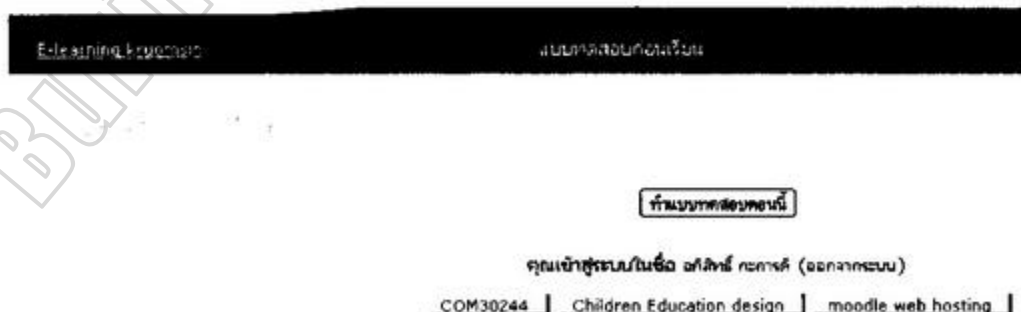 E-learning แบบทดสอบก่อนเรียน
ทำแบบทดสอบตอนนี้
คุณเข้าสู่ระบบในชื่อ (ออกจากระบบ)
COM30244 | Children Education design | moodle web hosting |